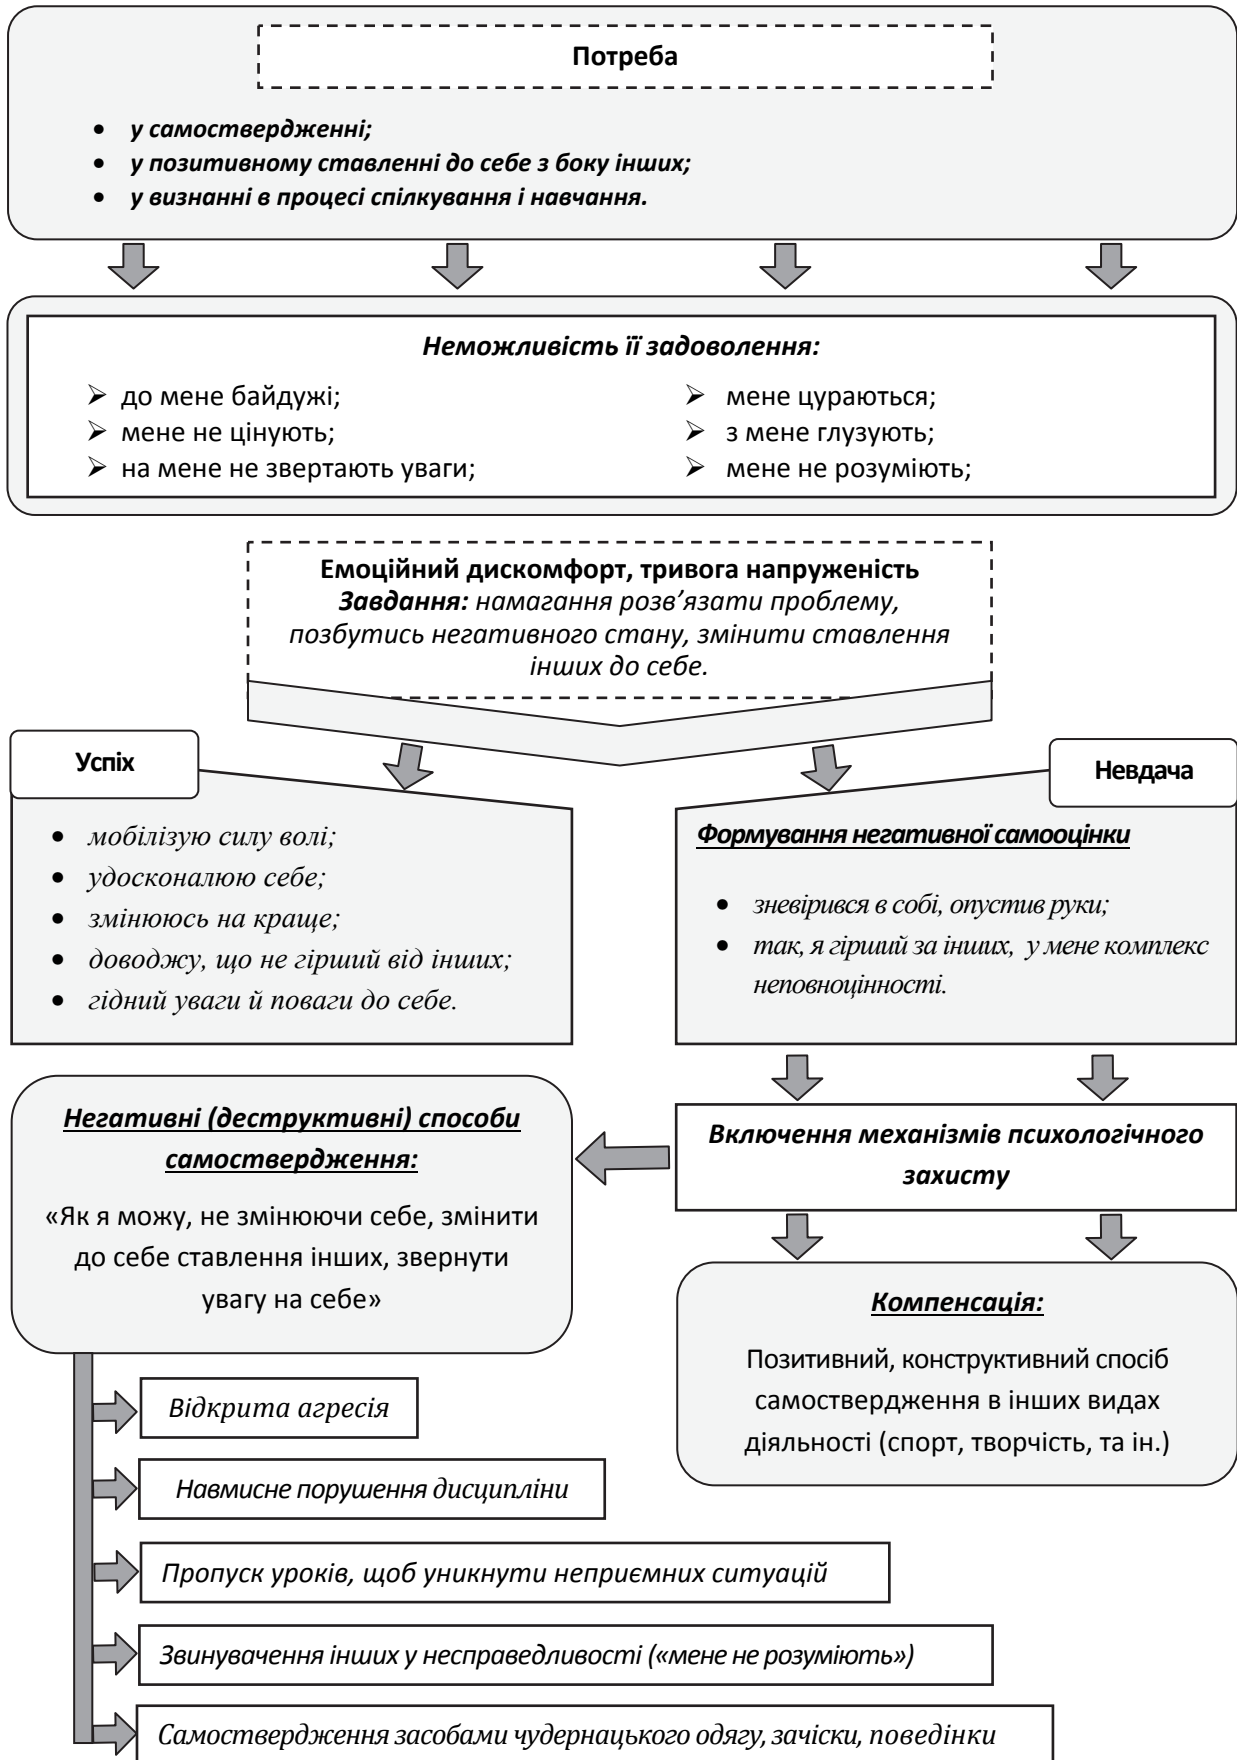 Потреба
• у самоствердженні;
• у позитивному ставленні до себе з боку інших;
• у визнанні в процесі спілкування і навчання.
Неможливість її задоволення:
➢ до мене байдужі;
➢ мене не цінують;
➢ на мене не звертають уваги;
➢ мене цураються;
➢ з мене глузують;
➢ мене не розуміють;
Емоційний дискомфорт, тривога напруженість
Завдання: намагання розв’язати проблему,
позбутись негативного стану, змінити ставлення
інших до себе.
Успіх
• мобілізую силу волі;
• удосконалюю себе;
• змінююсь на краще;
• доводжу, що не гірший від інших;
• гідний уваги й поваги до себе.
Невдача
Формування негативної самооцінки
• зневірився в собі, опустив руки;
• так, я гірший за інших, у мене комплекс
неповноцінності.
Включення механізмів психологічного
захисту
Негативні (деструктивні) способи
самоствердження:
«Як я можу, не змінюючи себе, змінити
до себе ставлення інших, звернути
увагу на себе»
Компенсація:
Позитивний, конструктивний спосіб
самоствердження в інших видах
діяльності (спорт, творчість, та ін.)
Відкрита агресія
Навмисне порушення дисципліни
Пропуск уроків, щоб уникнути неприємних ситуацій
Звинувачення інших у несправедливості («мене не розуміють»)
Самоствердження засобами чудернацького одягу, зачіски, поведінки